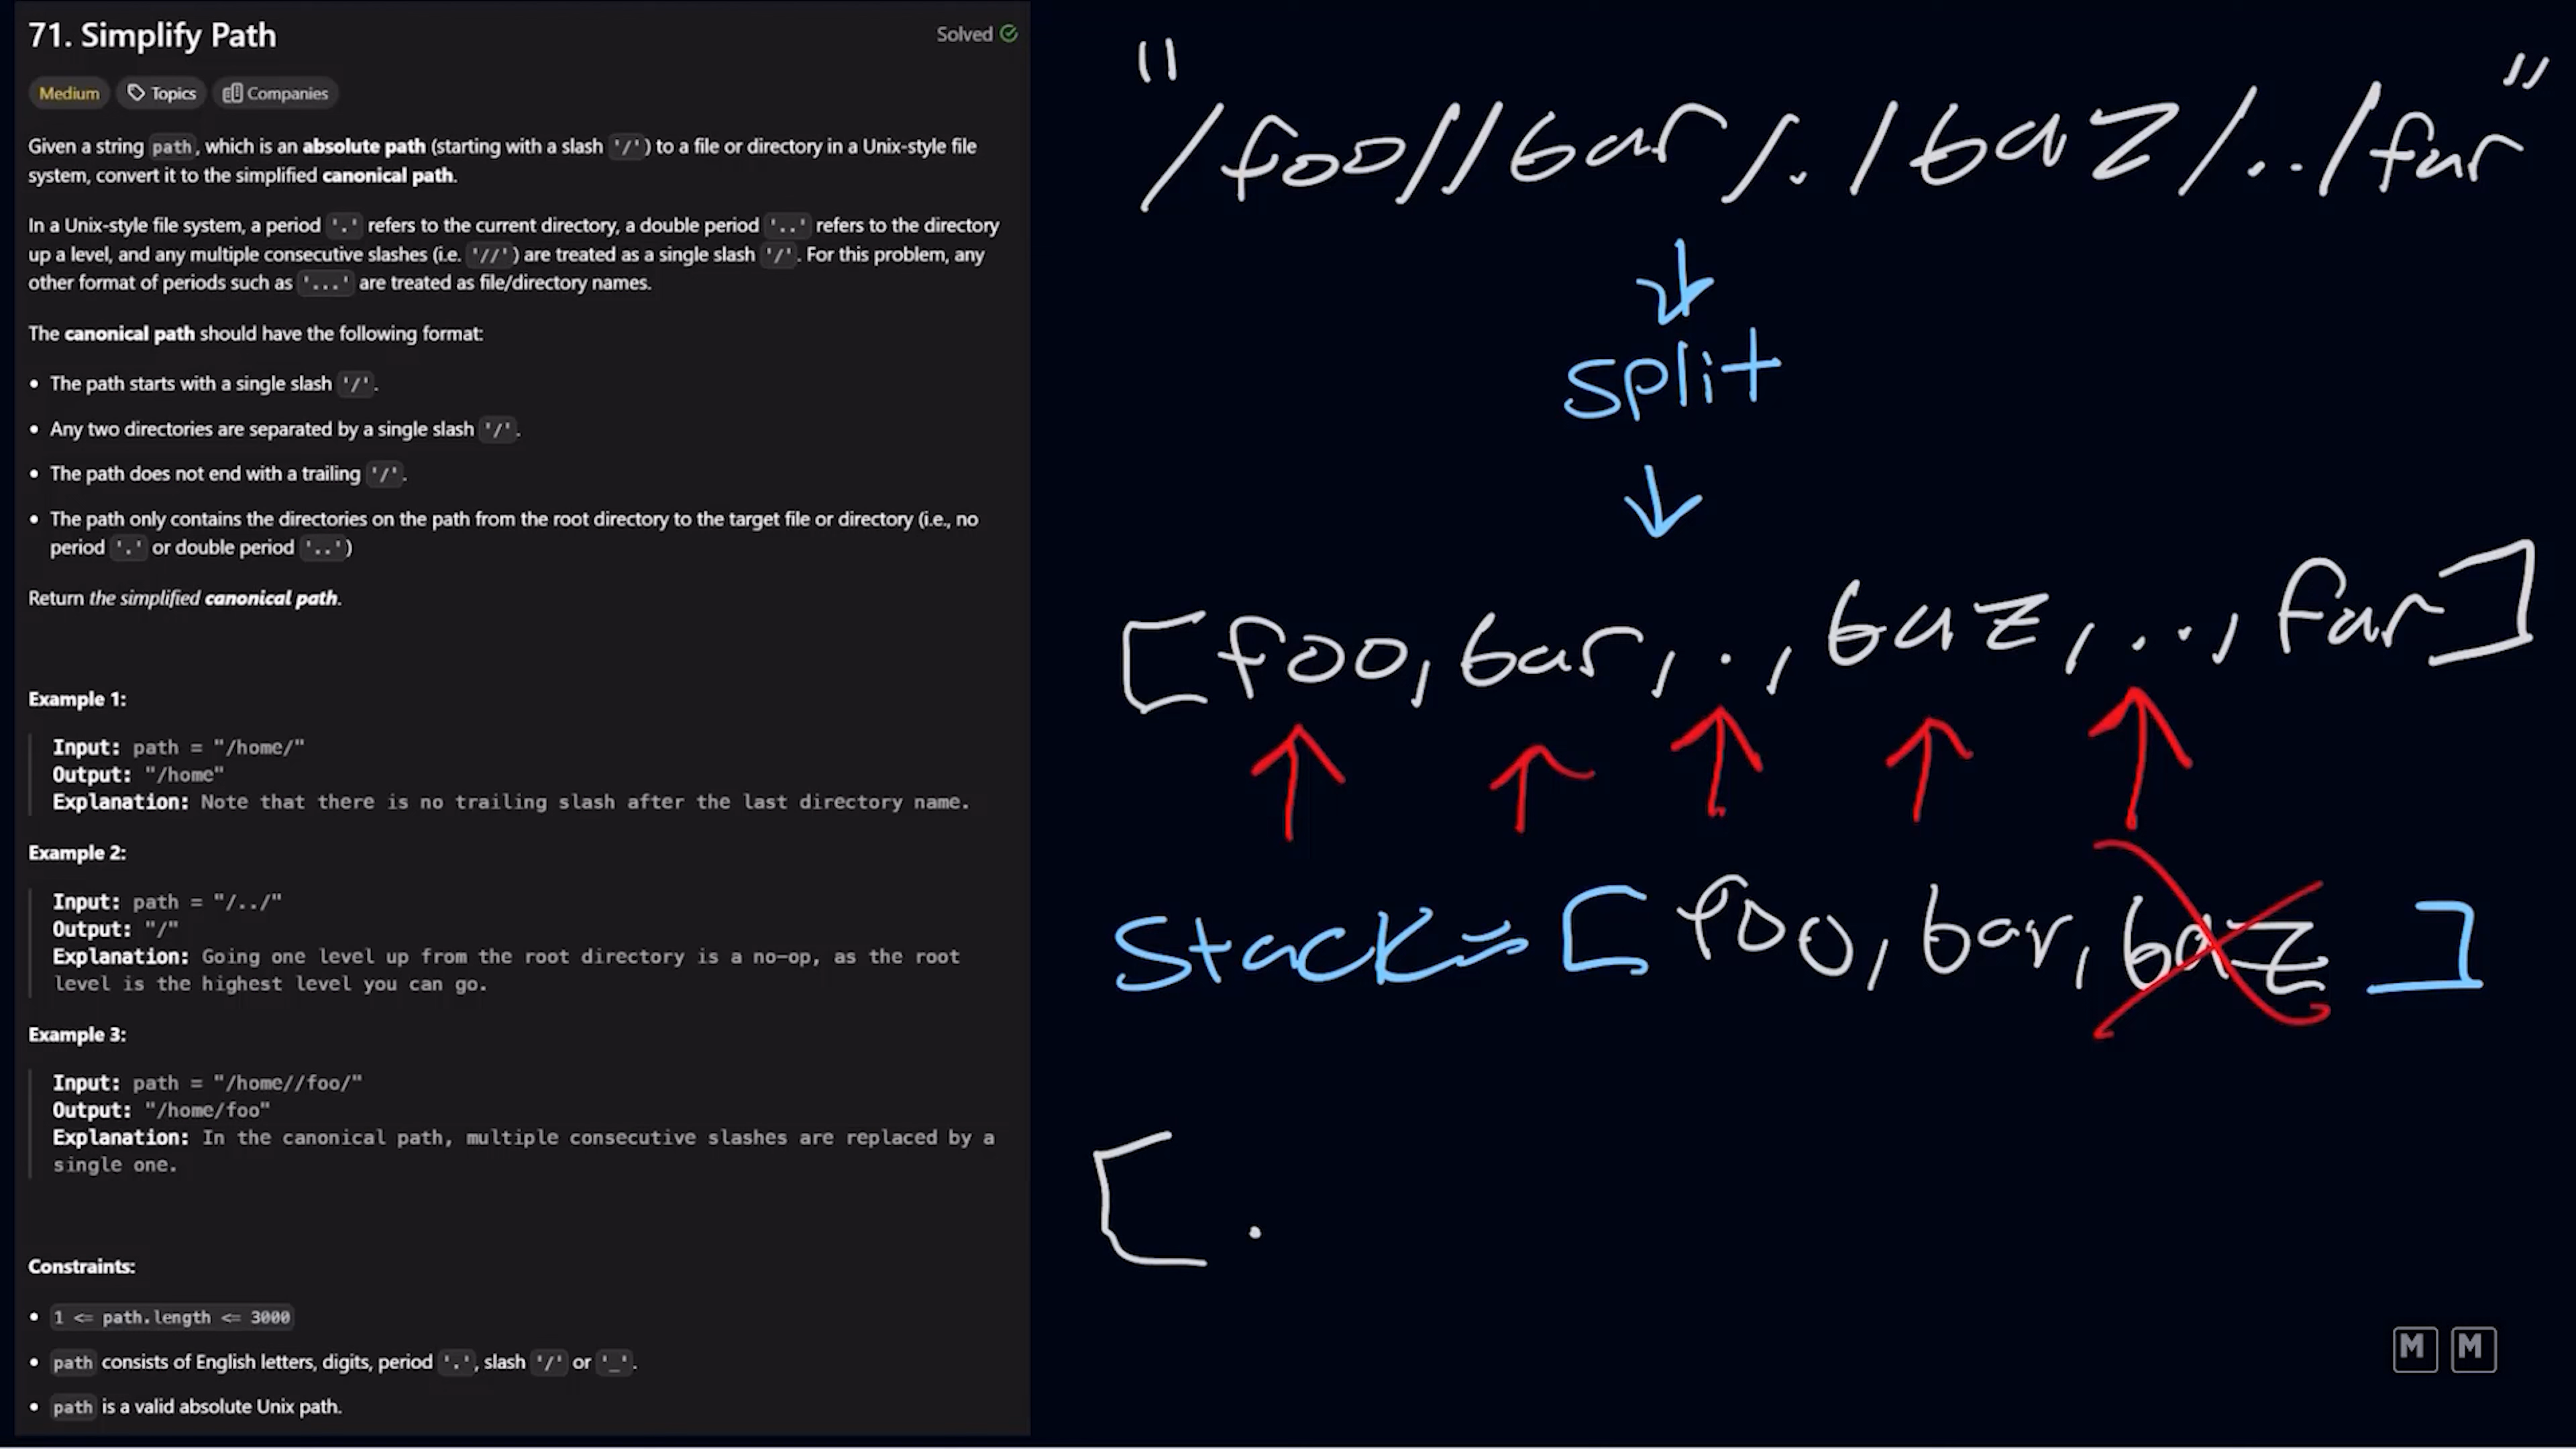 71. Simplify Path
Solved
Medium Topics Companies
Given a string path, which is an absolute path (starting with a slash '/') to a file or directory in a Unix-style file
system, convert it to the simplified canonical path.
In a Unix-style file system, a period '.' refers to the current directory, a double period '..' refers to the directory
up a level, and any multiple consecutive slashes (i.e. '//') are treated as a single slash '/'. For this problem, any
other format of periods such as '...' are treated as file/directory names.
The canonical path should have the following format:
• The path starts with a single slash '/'.
• Any two directories are separated by a single slash '/'.
• The path does not end with a trailing '/'.
• The path only contains the directories on the path from the root directory to the target file or directory (i.e., no
period '.' or double period '..')
Return the simplified canonical path.
Example 1:
Input: path = "/home/"
Output: "/home"
Explanation: Note that there is no trailing slash after the last directory name.
Example 2:
Input: path = "/../"
Output: "/"
Explanation: Going one level up from the root directory is a no-op, as the root
level is the highest level you can go.
Example 3:
Input: path = "/home//foo/"
Output: "/home/foo"
Explanation: In the canonical path, multiple consecutive slashes are replaced by a
single one.
Constraints:
• 1 <= path.length <= 3000
• path consists of English letters, digits, period '.', slash '/' or '_'.
• path is a valid absolute Unix path.
"/foo//bar/./baz/../far"
split
[foo, bar, ., baz, .., far]
stack = [foo, bar, baz]
[ .
M M